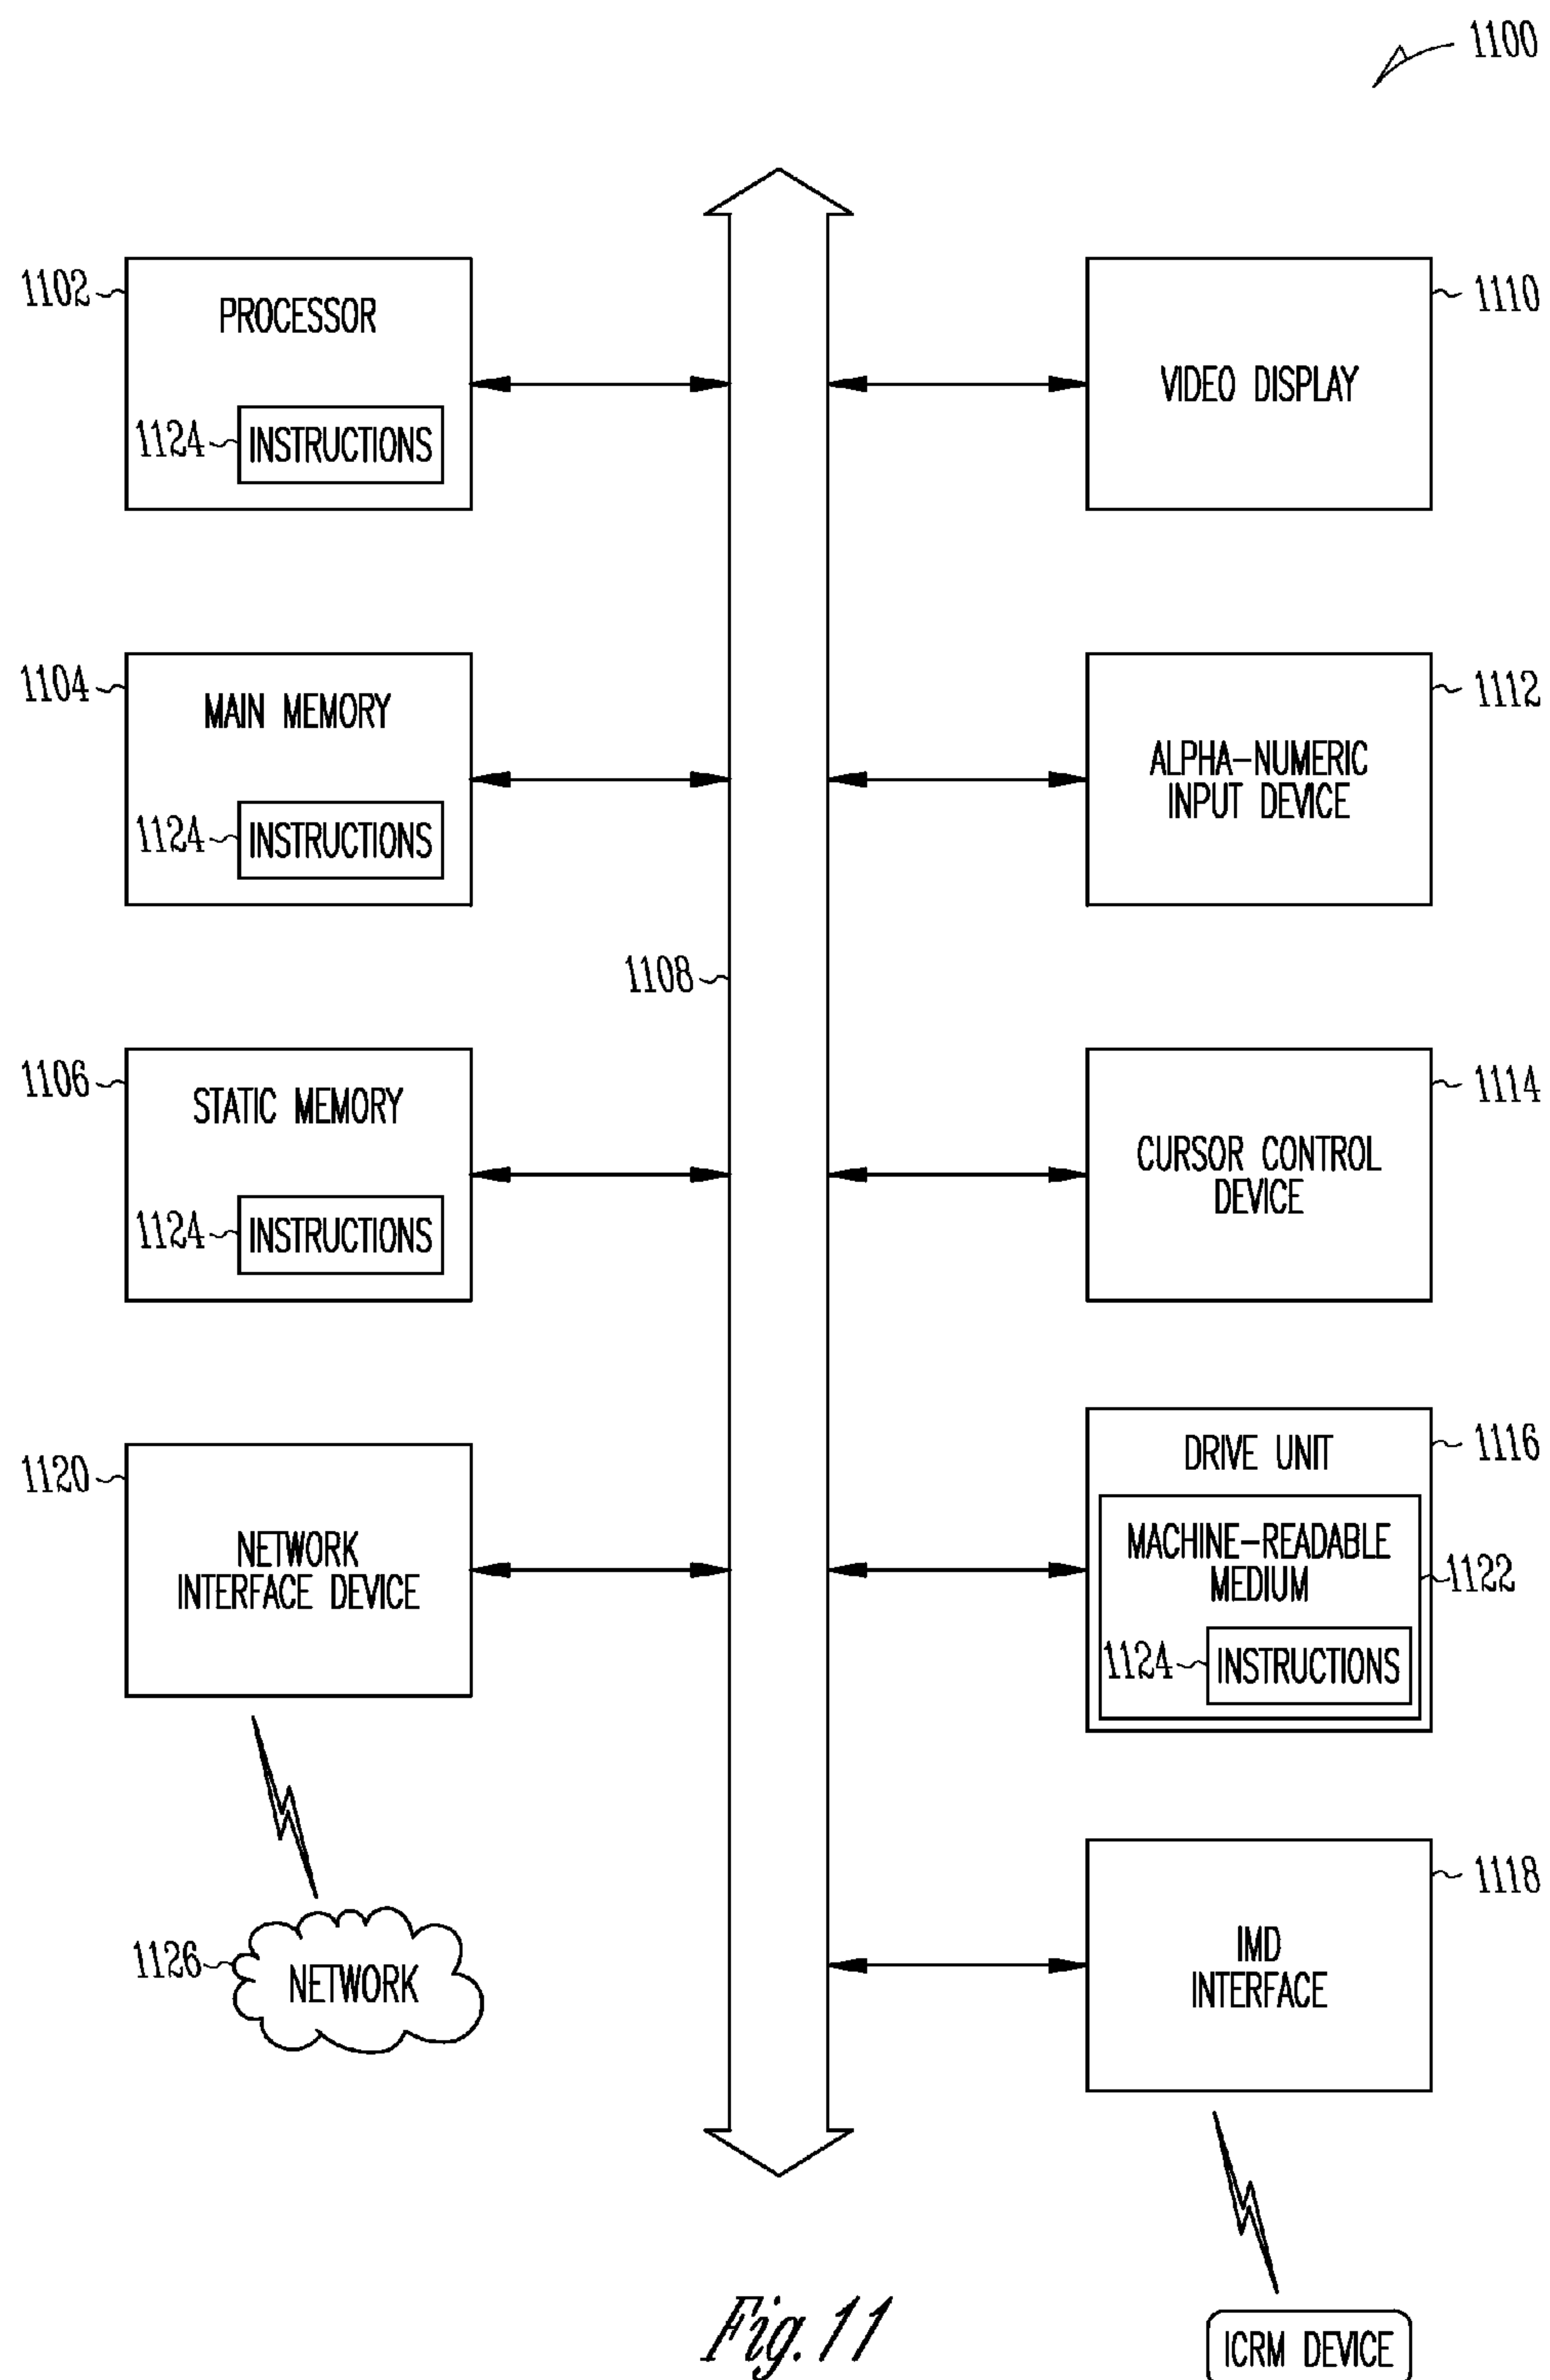 1100
1102
PROCESSOR
1124
INSTRUCTIONS
1110
VIDEO DISPLAY
1104
MAIN MEMORY
1124
INSTRUCTIONS
1112
ALPHA-NUMERIC
INPUT DEVICE
1108
1106
STATIC MEMORY
1124
INSTRUCTIONS
1114
CURSOR CONTROL
DEVICE
1120
NETWORK
INTERFACE DEVICE
1116
DRIVE UNIT
MACHINE-READABLE
MEDIUM
1122
1124
INSTRUCTIONS
1126
NETWORK
1118
IMD
INTERFACE
Fig. 11
ICRM DEVICE